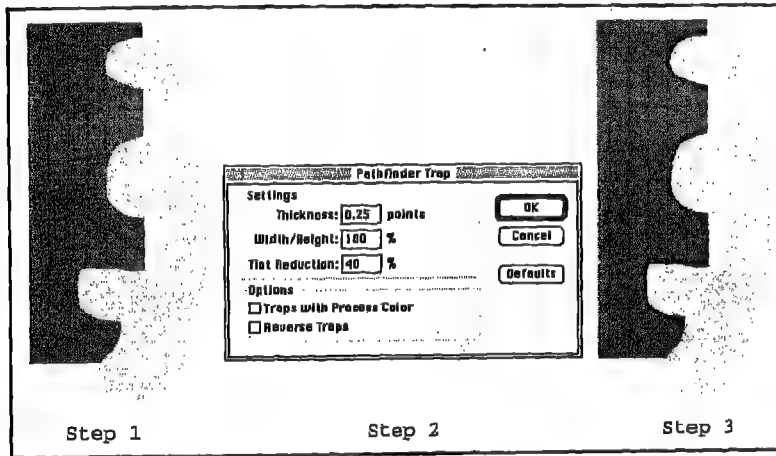 Pathfinder Trap
Settings
Thickness: 0.25 points
Width/Height: 100 %
Tint Reduction: 40 %
Options
Traps with Process Color
Reverse Traps
OK
Cancel
Defaults
Step 1
Step 2
Step 3